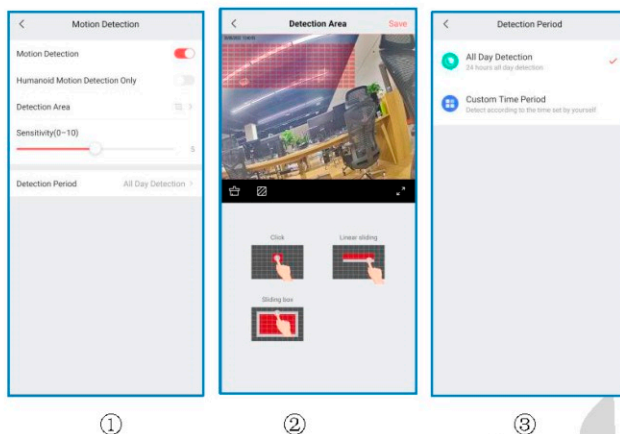 Motion Detection
Motion Detection
Humanoid Motion Detection Only
Detection Area
Sensitivity(0~10)
5
Detection Period
All Day Detection
①
Detection Area
Save
Click
Linear sliding
Sliding box
②
Detection Period
All Day Detection
24 hours all day detection
Custom Time Period
Detect according to the time set by yourself
③